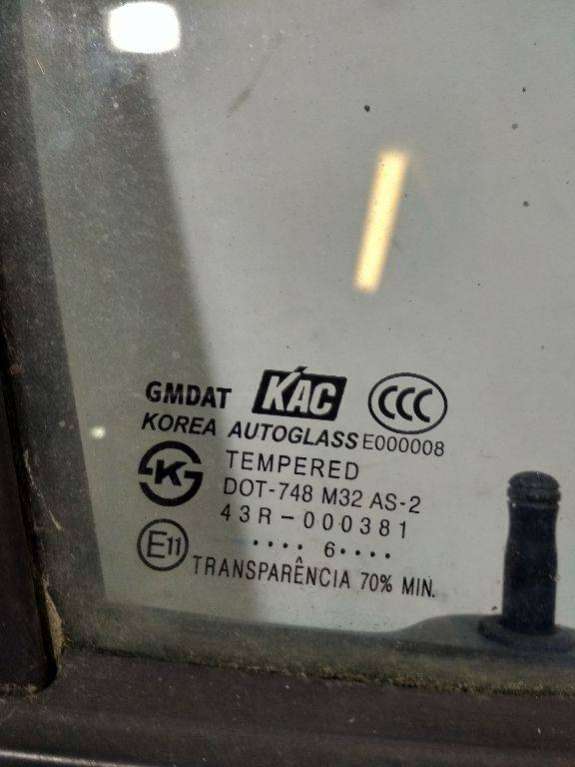 GMDAT KAC CCC
KOREA AUTOGLASS E000008
K TEMPERED
DOT-748 M32 AS-2
43R-000381
E11 .... 6....
TRANSPARÊNCIA 70% MIN.